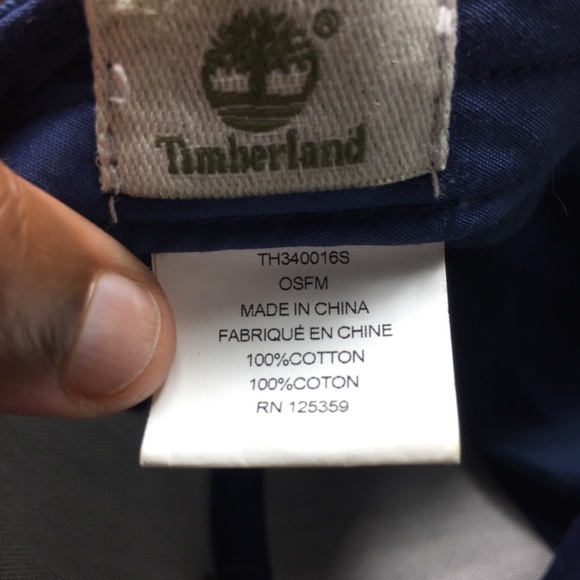 ®
Timberland
TH340016S
OSFM
MADE IN CHINA
FABRIQUÉ EN CHINE
100%COTTON
100%COTON
RN 125359